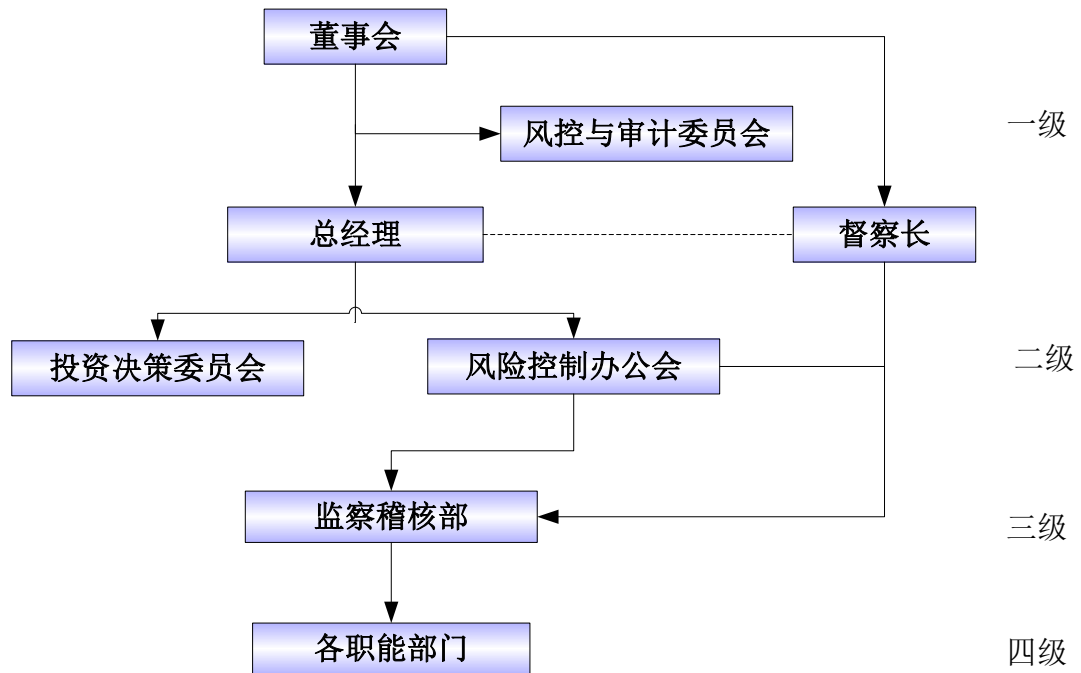 董事会
风控与审计委员会
一级
总经理
督察长
投资决策委员会
风险控制办公会
二级
监察稽核部
三级
各职能部门
四级